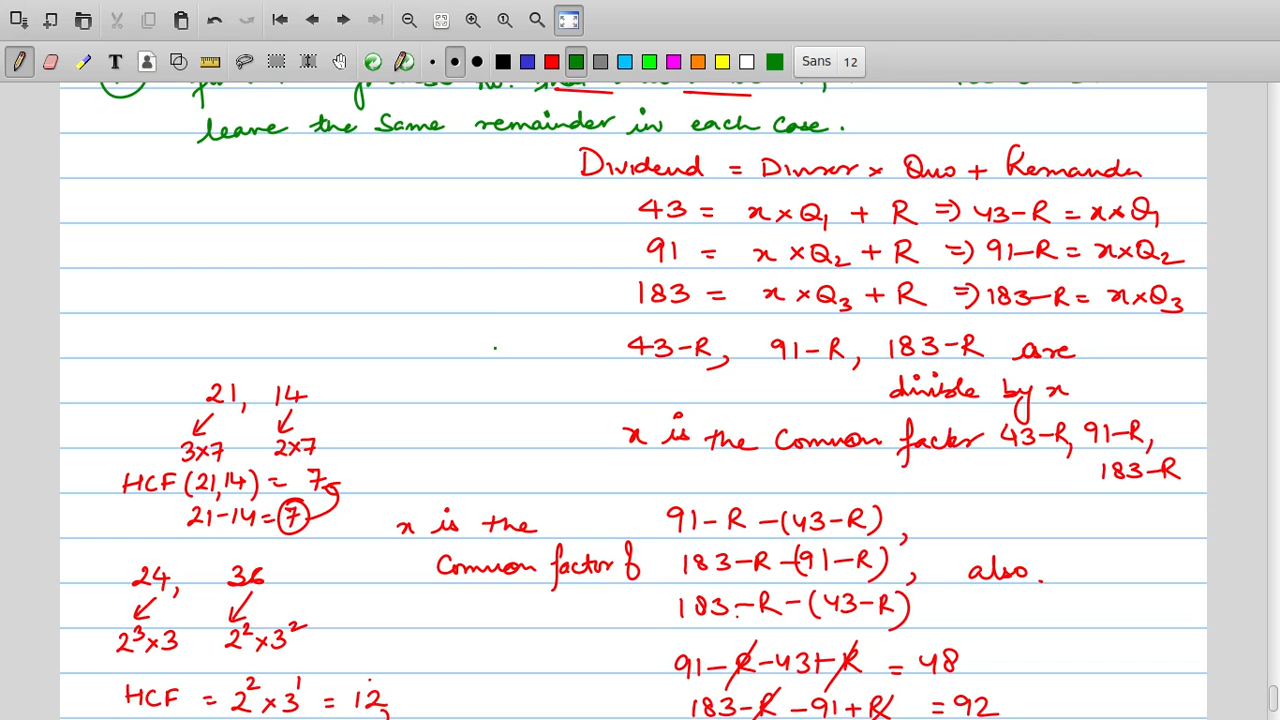 Sans 12
leave the same remainder in each case.
Dividend = Divisor × Quo + Remainder
43 = x × Q₁ + R ⇒ 43-R = x×Q₁
91 = x × Q₂ + R ⇒ 91-R = x×Q₂
183 = x × Q₃ + R ⇒ 183-R = x×Q₃
43-R, 91-R, 183-R are
divisible by x
x is the common factor 43-R, 91-R,
183-R
21, 14
3×7 2×7
HCF (21,14) = 7
21-14 = 7
x is the
common factor of
91-R-(43-R),
183-R-(91-R), also.
183-R-(43-R)
24, 36
2³×3 2²×3²
HCF = 2²×3¹ = 12
91-R-43+R = 48
183-R-91+R = 92